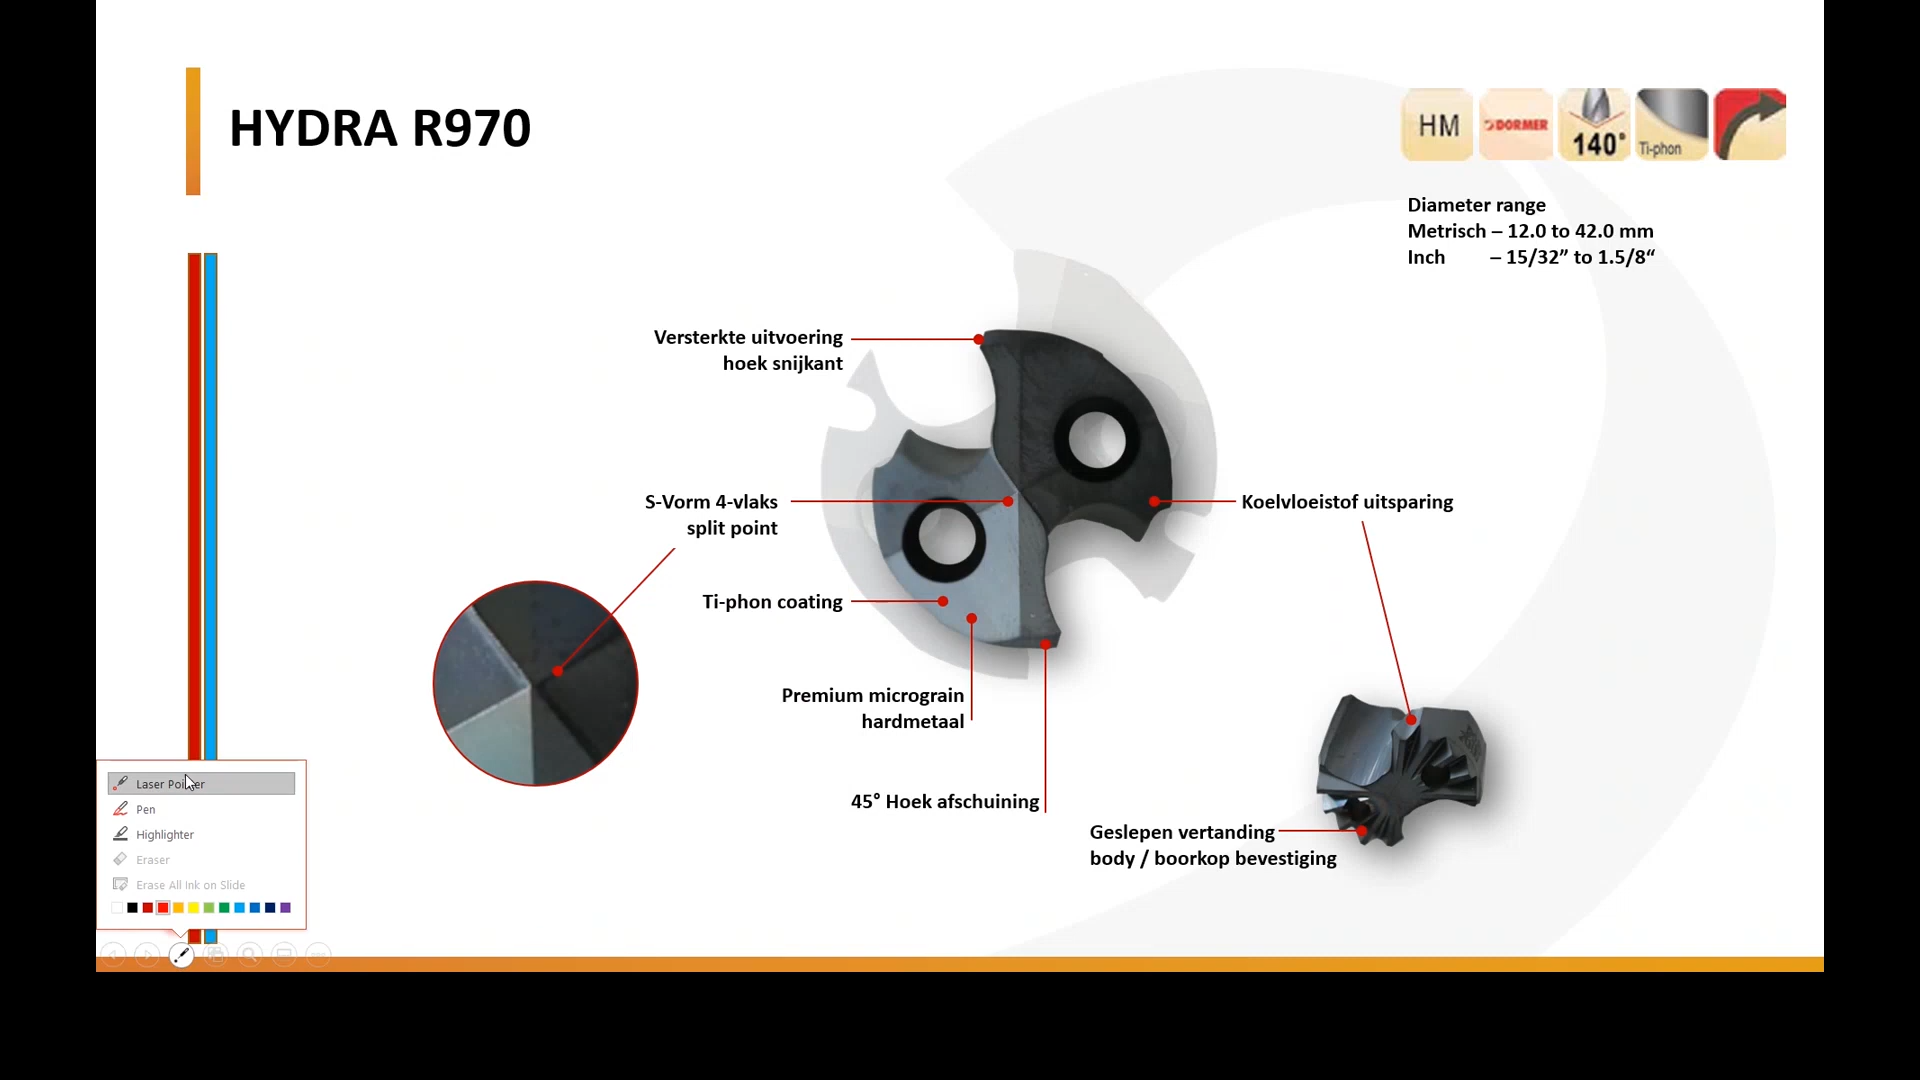 HYDRA R970
HM
DORMER
140°
Ti-phon
Diameter range
Metrisch – 12.0 to 42.0 mm
Inch – 15/32” to 1.5/8“
Versterkte uitvoering
hoek snijkant
S-Vorm 4-vlaks
split point
Koelvloeistof uitsparing
Ti-phon coating
Premium micrograin
hardmetaal
45° Hoek afschuining
Geslepen vertanding
body / boorkop bevestiging
Laser Pointer
Pen
Highlighter
Eraser
Erase All Ink on Slide